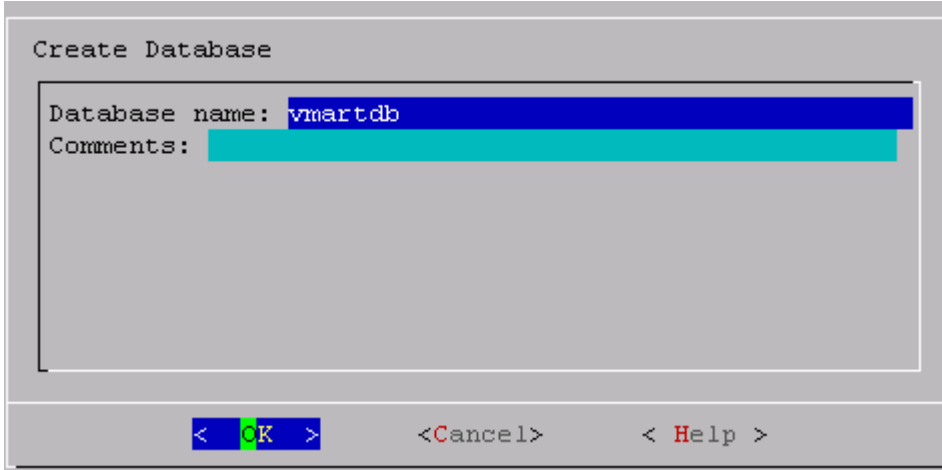 Create Database
Database name: vmartdb
Comments:
<  OK  > <Cancel> < Help >